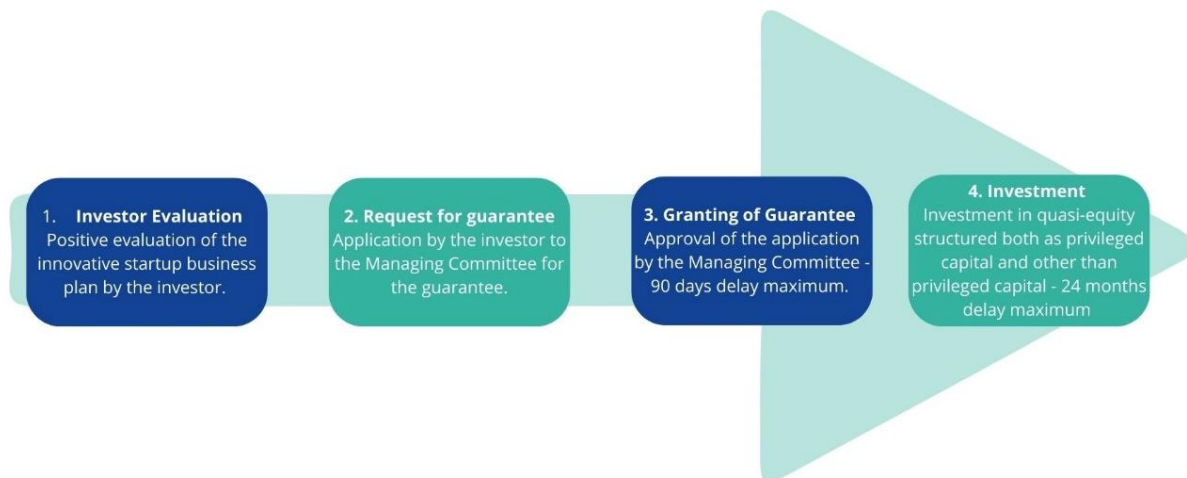 1. Investor Evaluation
Positive evaluation of the
innovative startup business
plan by the investor.
2. Request for guarantee
Application by the investor to
the Managing Committee for
the guarantee.
3. Granting of Guarantee
Approval of the application
by the Managing Committee -
90 days delay maximum.
4. Investment
Investment in quasi-equity
structured both as privileged
capital and other than
privileged capital - 24 months
delay maximum